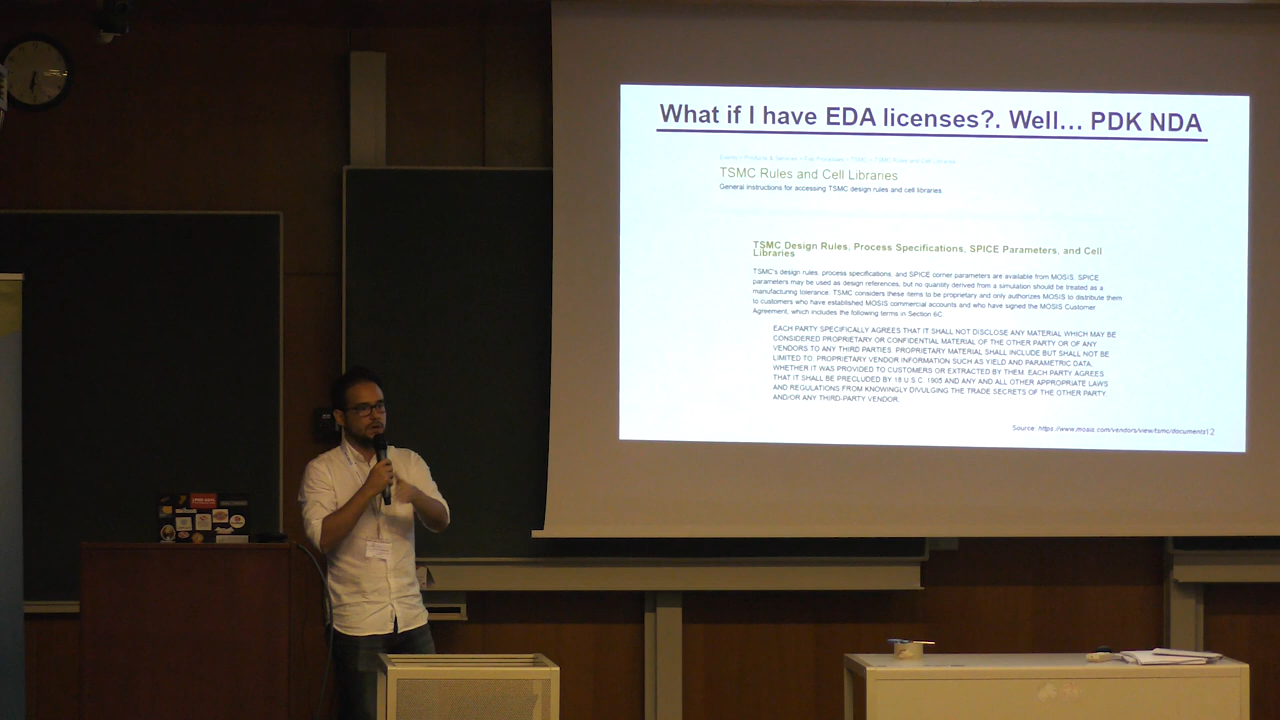 What if I have EDA licenses?. Well... PDK NDA
Events > Products & Services > Fab Processes > TSMC > TSMC Rules and Cell Libraries
TSMC Rules and Cell Libraries
General instructions for accessing TSMC design rules and cell libraries.
TSMC Design Rules, Process Specifications, SPICE Parameters, and Cell
Libraries
TSMC's design rules, process specifications, and SPICE corner parameters are available from MOSIS. SPICE
parameters may be used as design references, but no quantity derived from a simulation should be treated as a
manufacturing tolerance. TSMC considers these items to be proprietary and only authorizes MOSIS to distribute them
to customers who have established MOSIS commercial accounts and who have signed the MOSIS Customer
Agreement, which includes the following terms in Section 6C.
EACH PARTY SPECIFICALLY AGREES THAT IT SHALL NOT DISCLOSE ANY MATERIAL WHICH MAY BE
CONSIDERED PROPRIETARY OR CONFIDENTIAL MATERIAL OF THE OTHER PARTY OR OF ANY
VENDORS TO ANY THIRD PARTIES. PROPRIETARY MATERIAL SHALL INCLUDE BUT SHALL NOT BE
LIMITED TO: PROPRIETARY VENDOR INFORMATION SUCH AS YIELD AND PARAMETRIC DATA,
WHETHER IT WAS PROVIDED TO CUSTOMERS OR EXTRACTED BY THEM. EACH PARTY AGREES
THAT IT SHALL BE PRECLUDED BY 18 U.S.C. 1905 AND ANY AND ALL OTHER APPROPRIATE LAWS
AND REGULATIONS FROM KNOWINGLY DIVULGING THE TRADE SECRETS OF THE OTHER PARTY,
AND/OR ANY THIRD-PARTY VENDOR.
Source: https://www.mosis.com/vendors/view/tsmc/documents12